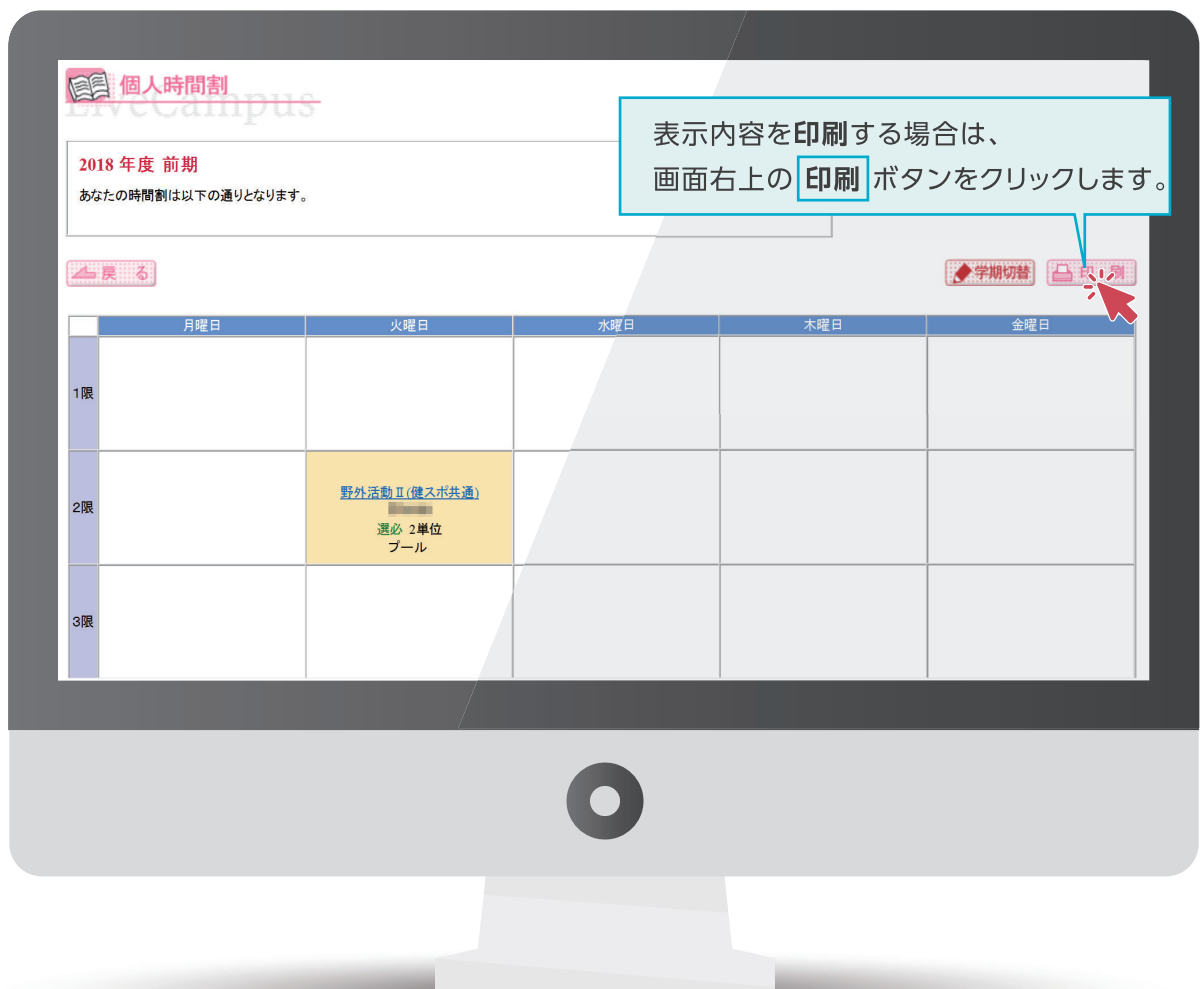 個人時間割
LiveCampus
表示内容を印刷する場合は、
画面右上の 印刷 ボタンをクリックします。
2018 年度 前期
あなたの時間割は以下の通りとなります。
戻 る
学期切替
印 刷
月曜日 火曜日 水曜日 木曜日 金曜日
1限
2限
野外活動Ⅱ(健スポ共通)
選必 2単位
プール
3限